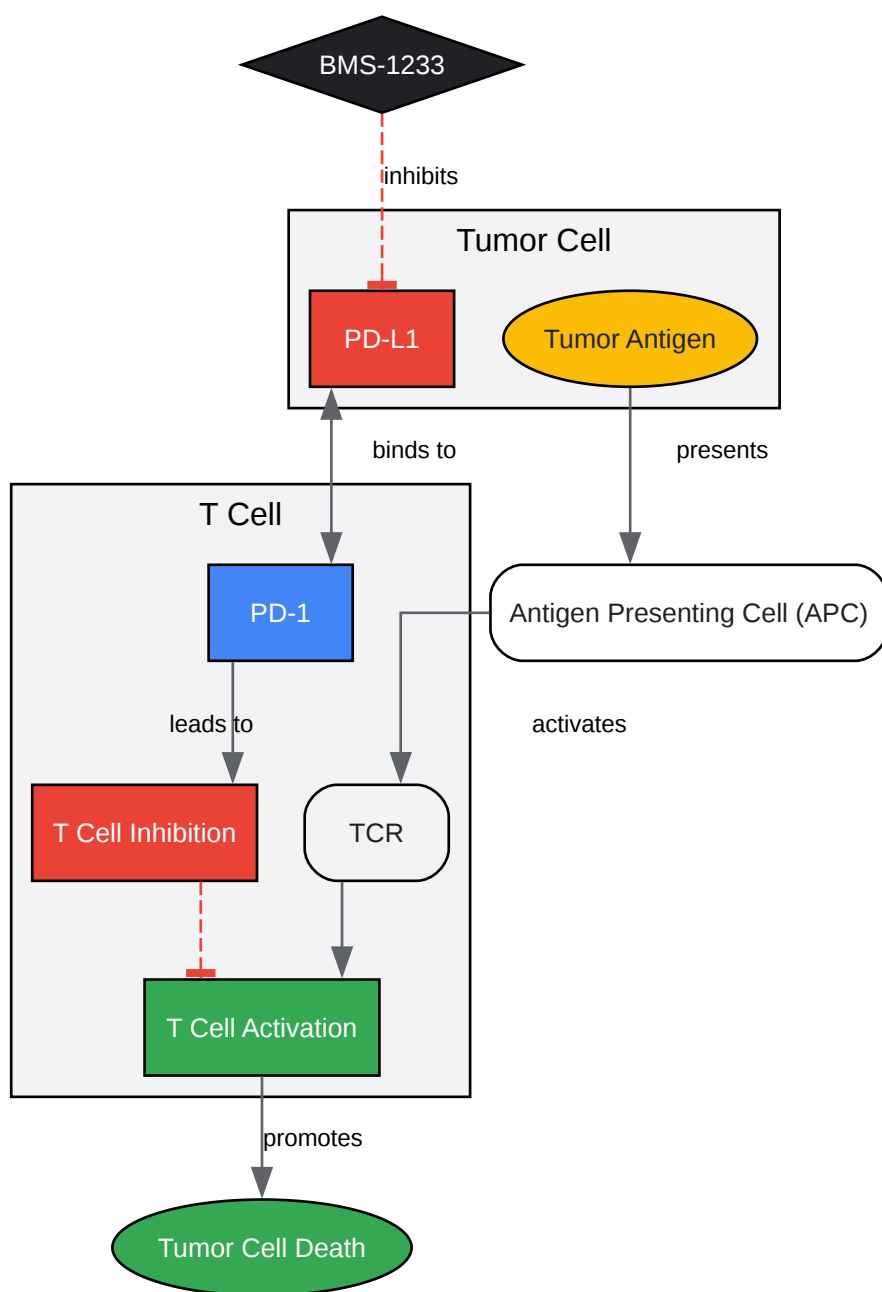 BMS-1233
inhibits
Tumor Cell
PD-L1
Tumor Antigen
binds to
presents
T Cell
PD-1
Antigen Presenting Cell (APC)
leads to
activates
T Cell Inhibition
TCR
T Cell Activation
promotes
Tumor Cell Death